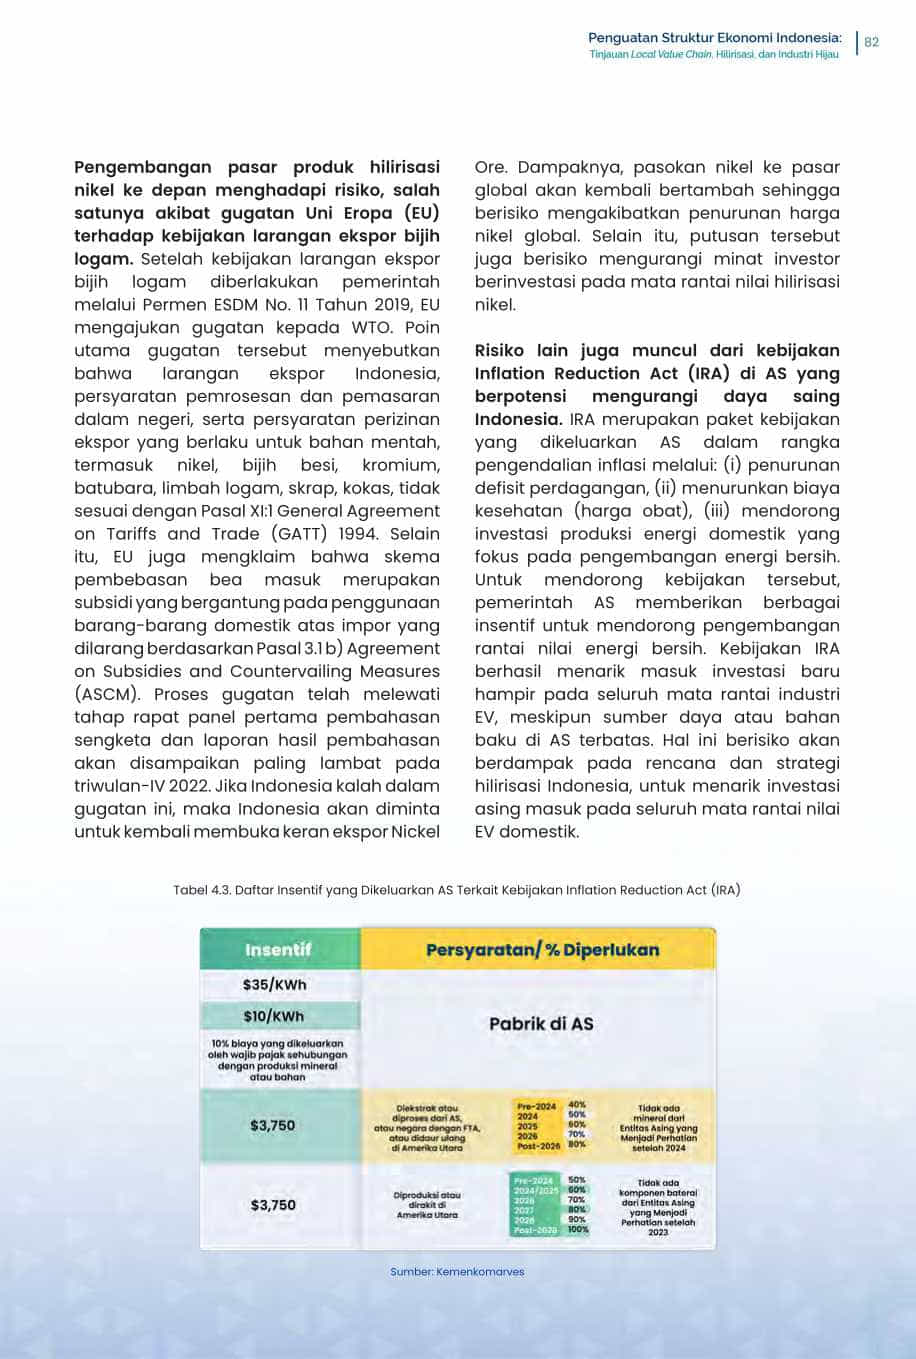 Penguatan Struktur Ekonomi Indonesia:
Tinjauan Local Value Chain, Hilirisasi, dan Industri Hijau
82
Pengembangan pasar produk hilirisasi
nikel ke depan menghadapi risiko, salah
satunya akibat gugatan Uni Eropa (EU)
terhadap kebijakan larangan ekspor bijih
logam. Setelah kebijakan larangan ekspor
bijih logam diberlakukan pemerintah
melalui Permen ESDM No. 11 Tahun 2019, EU
mengajukan gugatan kepada WTO. Poin
utama gugatan tersebut menyebutkan
bahwa larangan ekspor Indonesia,
persyaratan pemrosesan dan pemasaran
dalam negeri, serta persyaratan perizinan
ekspor yang berlaku untuk bahan mentah,
termasuk nikel, bijih besi, kromium,
batubara, limbah logam, skrap, kokas, tidak
sesuai dengan Pasal XI:1 General Agreement
on Tariffs and Trade (GATT) 1994. Selain
itu, EU juga mengklaim bahwa skema
pembebasan bea masuk merupakan
subsidi yang bergantung pada penggunaan
barang-barang domestik atas impor yang
dilarang berdasarkan Pasal 3.1 b) Agreement
on Subsidies and Countervailing Measures
(ASCM). Proses gugatan telah melewati
tahap rapat panel pertama pembahasan
sengketa dan laporan hasil pembahasan
akan disampaikan paling lambat pada
triwulan-IV 2022. Jika Indonesia kalah dalam
gugatan ini, maka Indonesia akan diminta
untuk kembali membuka keran ekspor Nickel
Ore. Dampaknya, pasokan nikel ke pasar
global akan kembali bertambah sehingga
berisiko mengakibatkan penurunan harga
nikel global. Selain itu, putusan tersebut
juga berisiko mengurangi minat investor
berinvestasi pada mata rantai nilai hilirisasi
nikel.
Risiko lain juga muncul dari kebijakan
Inflation Reduction Act (IRA) di AS yang
berpotensi mengurangi daya saing
Indonesia. IRA merupakan paket kebijakan
yang dikeluarkan AS dalam rangka
pengendalian inflasi melalui: (i) penurunan
defisit perdagangan, (ii) menurunkan biaya
kesehatan (harga obat), (iii) mendorong
investasi produksi energi domestik yang
fokus pada pengembangan energi bersih.
Untuk mendorong kebijakan tersebut,
pemerintah AS memberikan berbagai
insentif untuk mendorong pengembangan
rantai nilai energi bersih. Kebijakan IRA
berhasil menarik masuk investasi baru
hampir pada seluruh mata rantai industri
EV, meskipun sumber daya atau bahan
baku di AS terbatas. Hal ini berisiko akan
berdampak pada rencana dan strategi
hilirisasi Indonesia, untuk menarik investasi
asing masuk pada seluruh mata rantai nilai
EV domestik.
Tabel 4.3. Daftar Insentif yang Dikeluarkan AS Terkait Kebijakan Inflation Reduction Act (IRA)
Insentif
Persyaratan/ % Diperlukan
$35/KWh
$10/KWh
10% biaya yang dikeluarkan
oleh wajib pajak sehubungan
dengan produksi mineral
atau bahan
Pabrik di AS
$3,750
Diekstrak atau
diproses dari AS,
atau negara dengan FTA,
atau didaur ulang
di Amerika Utara
Pre-2024 40%
2024 50%
2025 60%
2026 70%
Post-2026 80%
Tidak ada
mineral dari
Entitas Asing yang
Menjadi Perhatian
setelah 2024
$3,750
Diproduksi atau
dirakit di
Amerika Utara
Pre-2024 50%
2024/2025 60%
2026 70%
2027 80%
2028 90%
Post-2028 100%
Tidak ada
komponen baterai
dari Entitas Asing
yang Menjadi
Perhatian setelah
2023
Sumber: Kemenkomarves